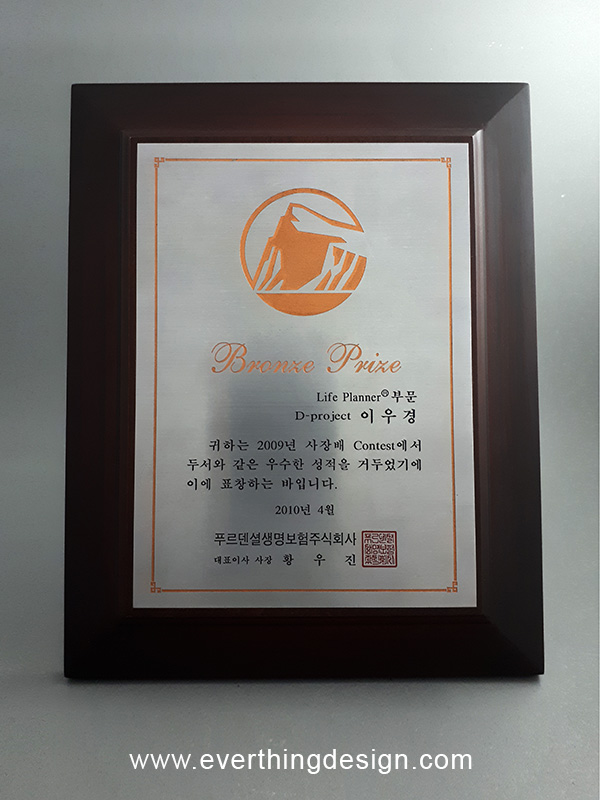 Bronze Prize
Life Planner® 부문
D-project 이우경
귀하는 2009년 사장배 Contest에서
두서와 같은 우수한 성적을 거두었기에
이에 표창하는 바입니다.
2010년 4월
푸르덴셜생명보험주식회사
대표이사 사장 황 우 진
www.everthingdesign.com